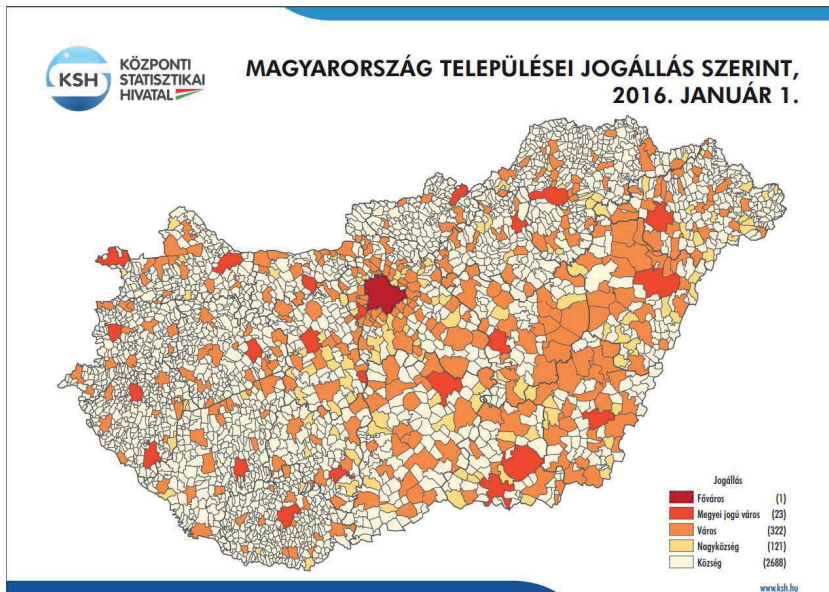 KSH
KÖZPONTI
STATISZTIKAI
HIVATAL
MAGYARORSZÁG TELEPÜLÉSEI JOGÁLLÁS SZERINT,
2016. JANUÁR 1.
Jogállás
Főváros (1)
Megyei jogú város (23)
Város (322)
Nagyközség (121)
Község (2688)
www.ksh.hu